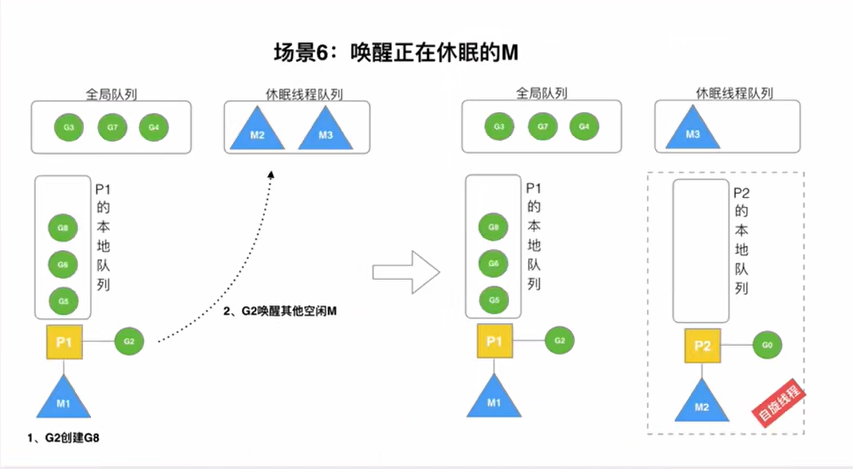 场景6：唤醒正在休眠的M
全局队列
休眠线程队列
G3
G7
G4
M2
M3
P1的本地队列
G8
G6
G5
P1
G2
M1
1、G2创建G8
2、G2唤醒其他空闲M
全局队列
休眠线程队列
G3
G7
G4
M3
P1的本地队列
G8
G6
G5
P1
G2
M1
P2的本地队列
P2
G0
M2
自旋线程